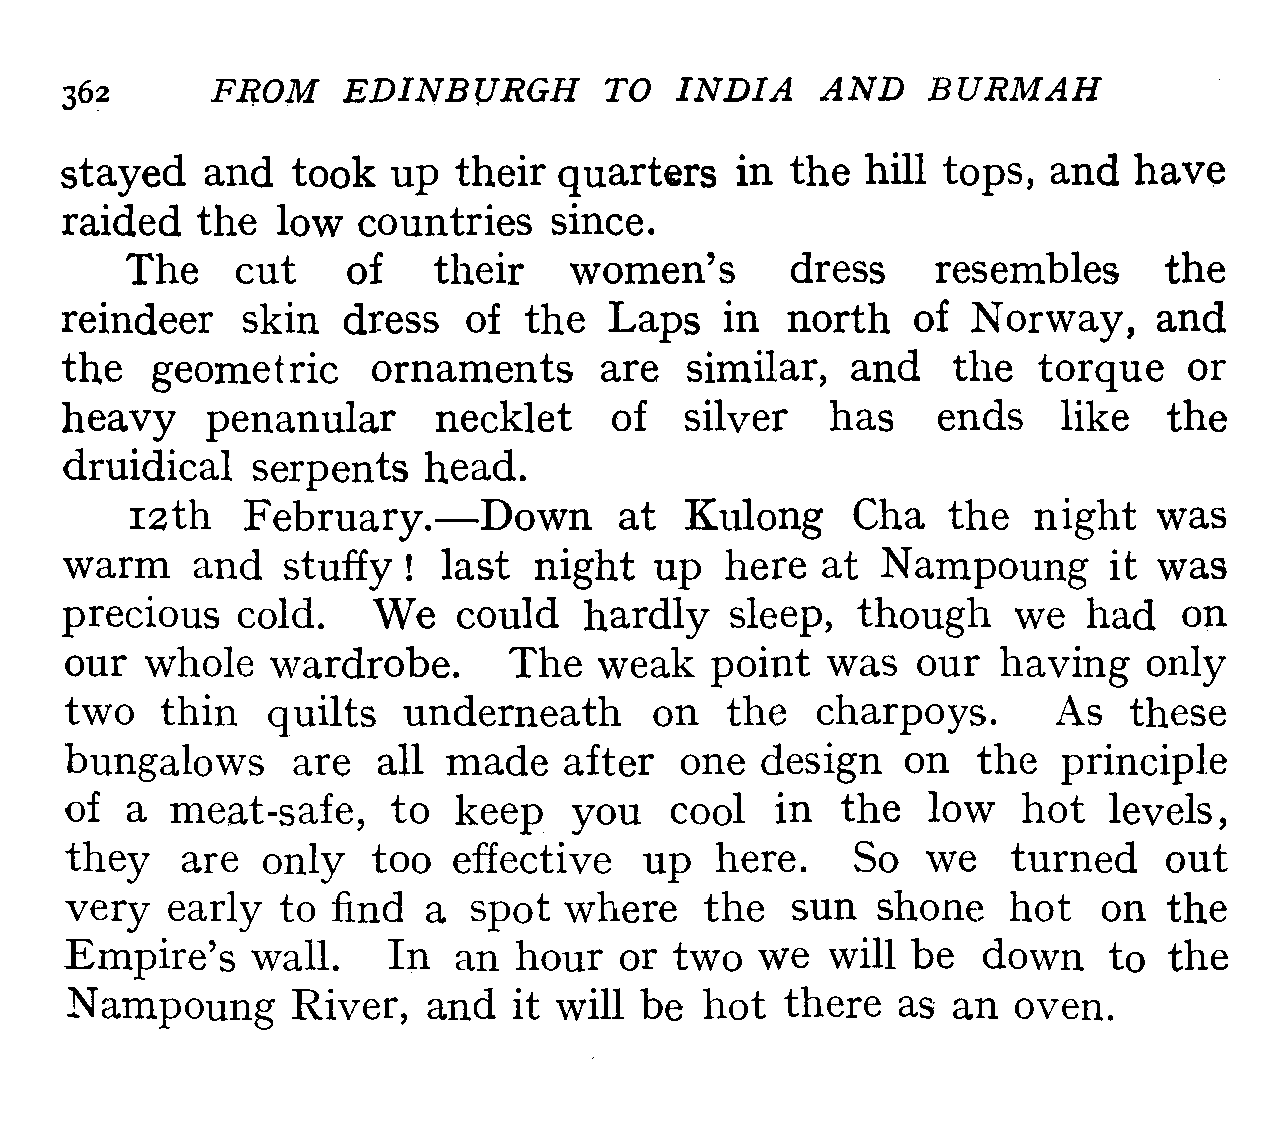 362 FROM EDINBURGH TO INDIA AND BURMAH
stayed and took up their quarters in the hill tops, and have
raided the low countries since.
The cut of their women's dress resembles the
reindeer skin dress of the Laps in north of Norway, and
the geometric ornaments are similar, and the torque or
heavy penanular necklet of silver has ends like the
druidical serpents head.
12th February.—Down at Kulong Cha the night was
warm and stuffy! last night up here at Nampoung it was
precious cold. We could hardly sleep, though we had on
our whole wardrobe. The weak point was our having only
two thin quilts underneath on the charpoys. As these
bungalows are all made after one design on the principle
of a meat-safe, to keep you cool in the low hot levels,
they are only too effective up here. So we turned out
very early to find a spot where the sun shone hot on the
Empire's wall. In an hour or two we will be down to the
Nampoung River, and it will be hot there as an oven.